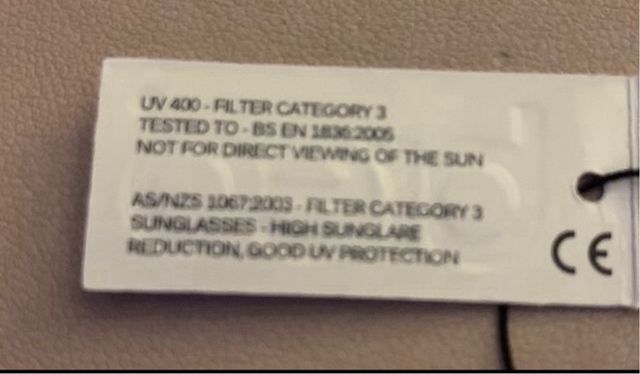 UV 400 - FILTER CATEGORY 3
TESTED TO - BS EN 1836:2005
NOT FOR DIRECT VIEWING OF THE SUN
AS/NZS 1067:2003 - FILTER CATEGORY 3
SUNGLASSES - HIGH SUNGLARE
REDUCTION, GOOD UV PROTECTION
CE